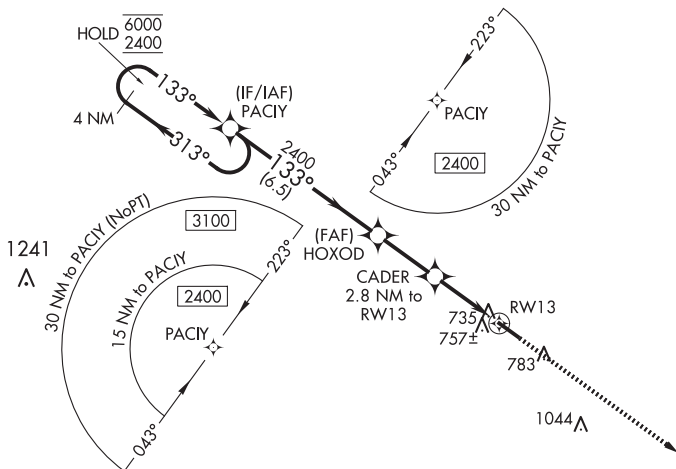 HOLD 6000
2400
133°
4 NM
313°
(IF/IAF)
PACIY
2400
133°
(6.5)
223°
PACIY
2400
043°
30 NM to PACIY
(FAF)
HOXOD
CADER
2.8 NM to
RW13
RW13
735
757±
783
1044
1241
30 NM to PACIY (NoPT)
3100
15 NM to PACIY
2400
223°
PACIY
043°